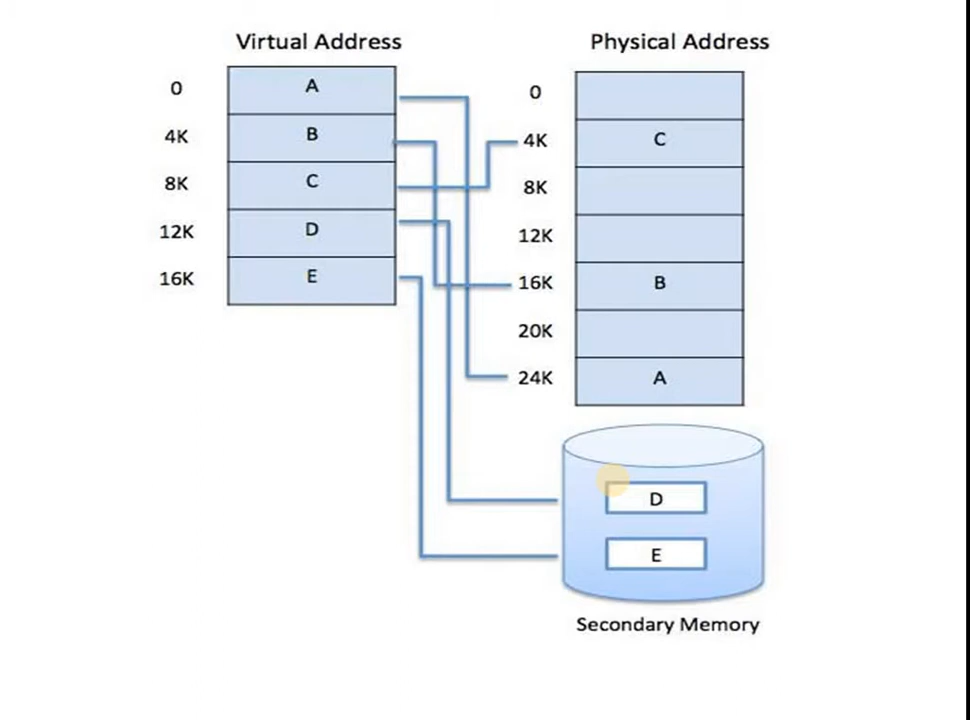 Virtual Address
0 A
4K B
8K C
12K D
16K E
Physical Address
0
4K C
8K
12K
16K B
20K
24K A
D
E
Secondary Memory